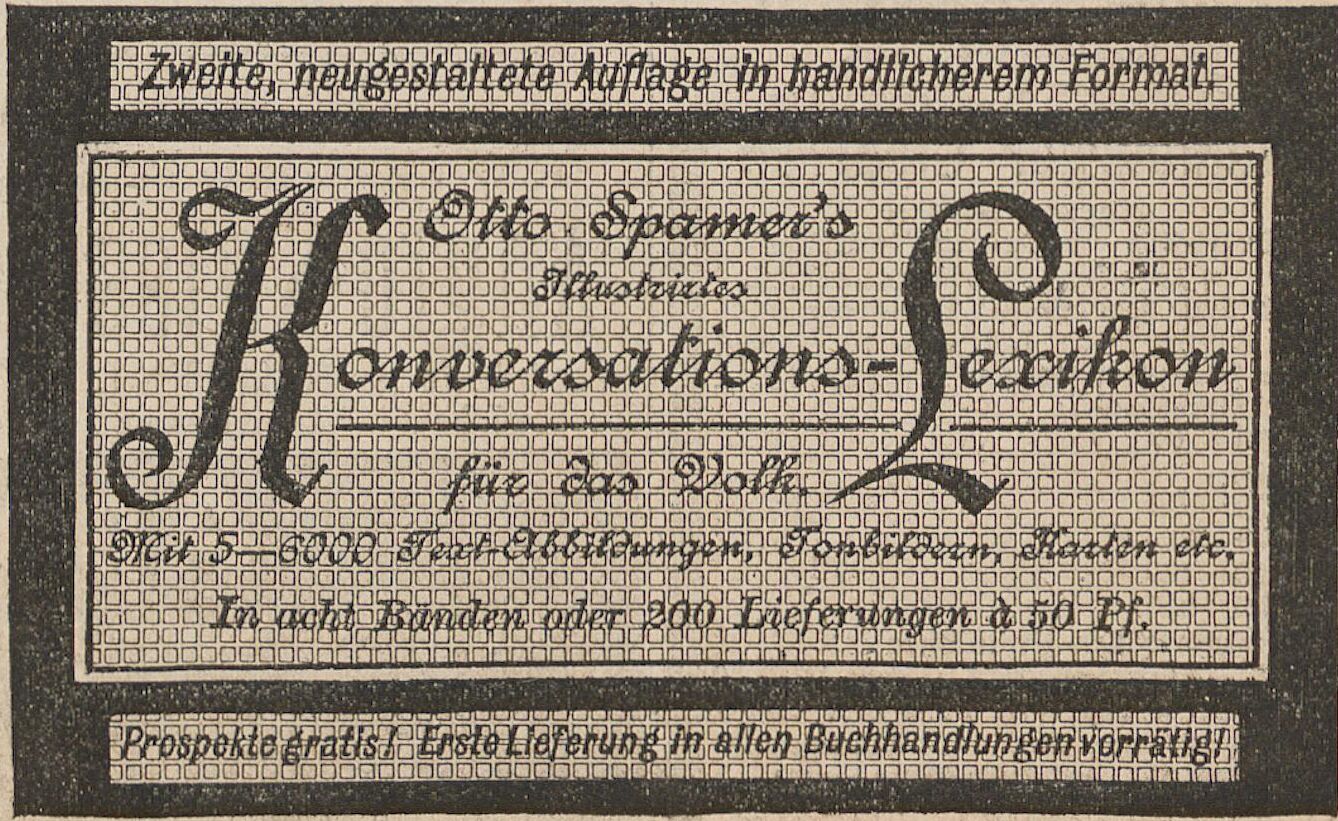 Zweite, neugestaltete Auflage in handlicherem Format.
Otto Spamer's
Illustrirtes
Konversations-Lexikon
für das Volk.
Mit 5—6000 Text-Abbildungen, Tonbildern, Karten etc.
In acht Bänden oder 200 Lieferungen à 50 Pf.
Prospekte gratis! Erste Lieferung in allen Buchhandlungen vorrätig!